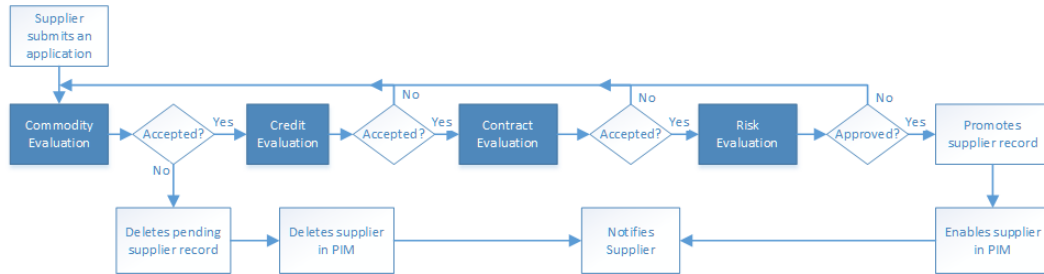 Supplier
submits an
application
No
No
No
Commodity
Evaluation
Accepted?
Yes
Credit
Evaluation
Accepted?
Yes
Contract
Evaluation
Accepted?
Yes
Risk
Evaluation
Approved?
Yes
Promotes
supplier record
No
Deletes pending
supplier record
Deletes supplier
in PIM
Notifies
Supplier
Enables supplier
in PIM